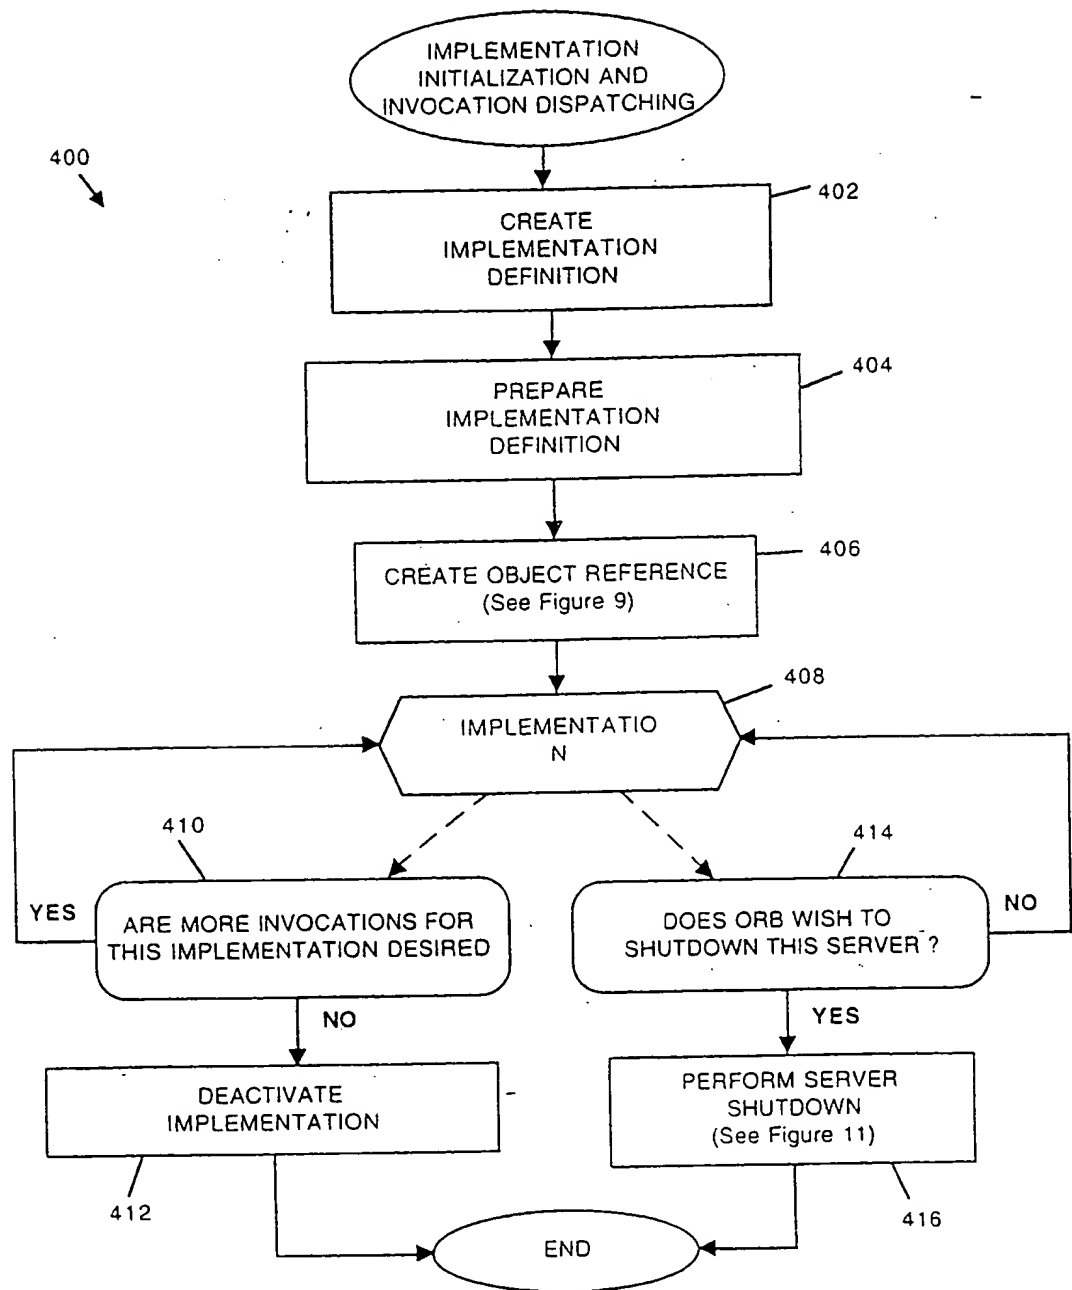 IMPLEMENTATION
INITIALIZATION AND
INVOCATION DISPATCHING
400
402
CREATE
IMPLEMENTATION
DEFINITION
404
PREPARE
IMPLEMENTATION
DEFINITION
406
CREATE OBJECT REFERENCE
(See Figure 9)
408
IMPLEMENTATIO
N
410
414
YES
ARE MORE INVOCATIONS FOR
THIS IMPLEMENTATION DESIRED
DOES ORB WISH TO
SHUTDOWN THIS SERVER ?
NO
NO
YES
DEACTIVATE
IMPLEMENTATION
PERFORM SERVER
SHUTDOWN
(See Figure 11)
412
416
END